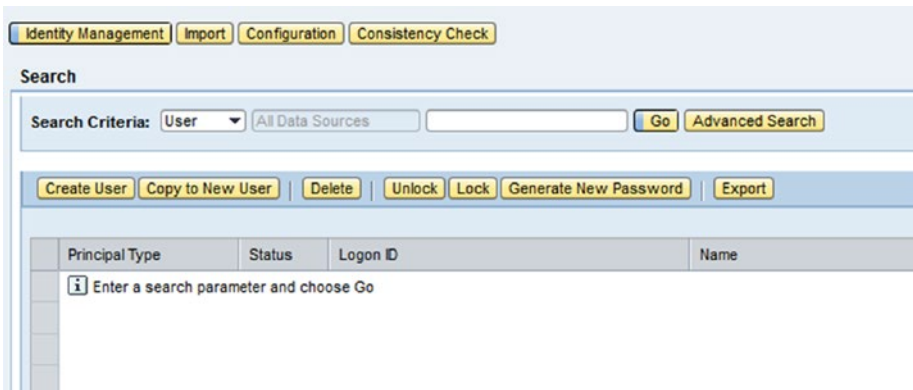 Identity Management Import Configuration Consistency Check
Search
Search Criteria: User All Data Sources Go Advanced Search
Create User Copy to New User Delete Unlock Lock Generate New Password Export
Principal Type Status Logon ID Name
Enter a search parameter and choose Go